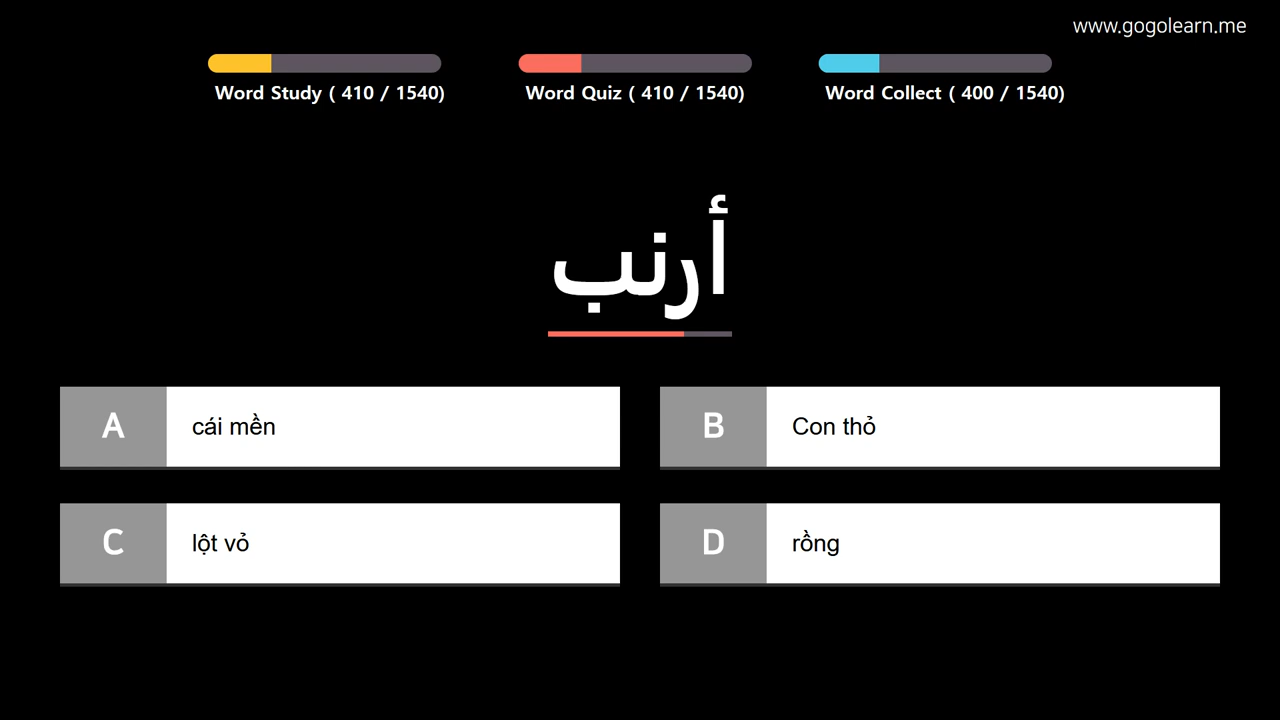 www.gogolearn.me
Word Study ( 410 / 1540)
Word Quiz ( 410 / 1540)
Word Collect ( 400 / 1540)
أرنب
A cái mền
B Con thỏ
C lột vỏ
D rồng